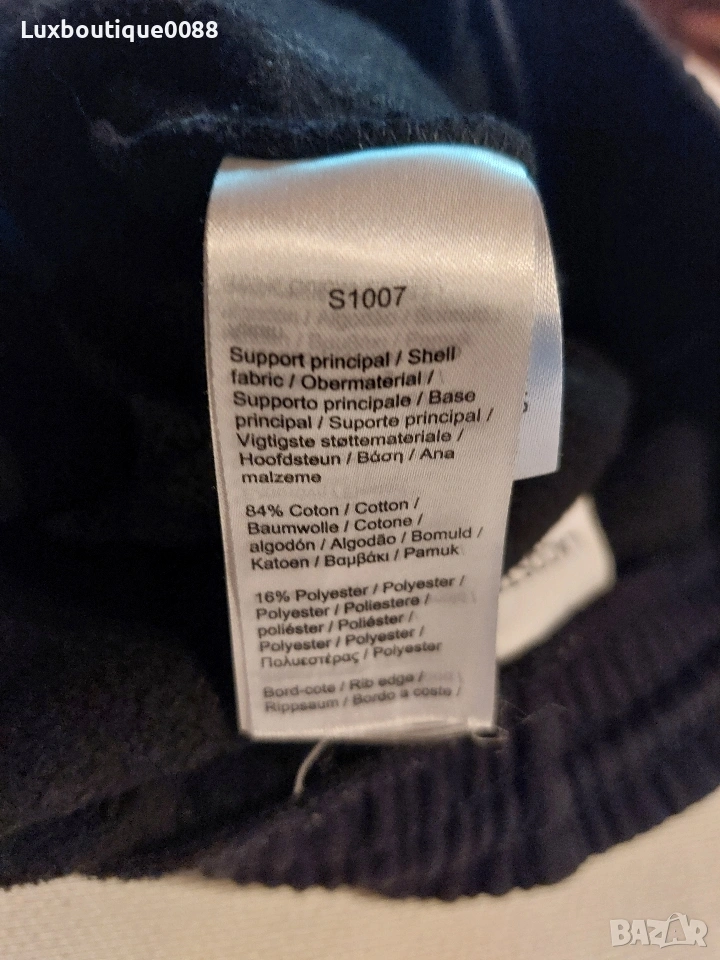 Luxboutique0088
S1007
Support principal / Shell
fabric / Obermaterial /
Supporto principale / Base
principal / Suporte principal /
Vigtigste støttemateriale /
Hoofdsteun / Βάση / Ana
malzeme
84% Coton / Cotton /
Baumwolle / Cotone /
algodón / Algodão / Bomuld /
Katoen / Βαμβάκι / Pamuk
16% Polyester / Polyester /
Polyester / Poliestere /
poliéster / Poliéster /
Polyester / Polyester /
Πολυεστέρας / Polyester
Bord-cote / Rib edge /
Rippsaum / Bordo a coste /
BAZAR